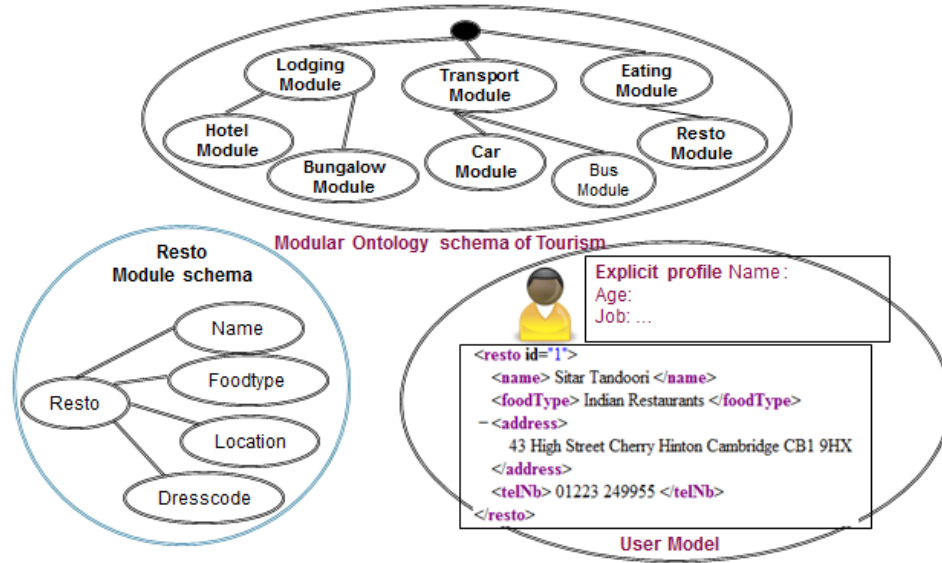 Lodging
Module
Transport
Module
Eating
Module
Hotel
Module
Bungalow
Module
Car
Module
Bus
Module
Resto
Module
Modular Ontology schema of Tourism
Resto
Module schema
Name
Foodtype
Resto
Location
Dresscode
Explicit profile Name :
Age:
Job: ...
<resto id="1">
<name> Sitar Tandoori </name>
<foodType> Indian Restaurants </foodType>
−<address>
43 High Street Cherry Hinton Cambridge CB1 9HX
</address>
<telNb> 01223 249955 </telNb>
</resto>
User Model